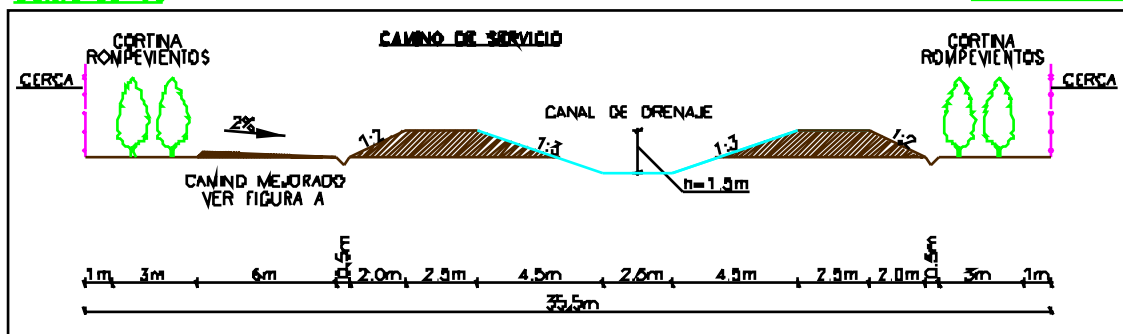 CAMINO DE SERVICIO
CORTINA
ROMPEVIENTOS
CORTINA
ROMPEVIENTOS
CERCA
CERCA
2%
1:2
1:3
CANAL DE DRENAJE
1:3
1:2
CAMINO MEJORADO
VER FIGURA A
h=1.5m
1m 3m 6m 0.5m 2.0m 2.5m 4.5m 4.5m 2.5m 2.0m 0.5m 3m 1m
35.5m